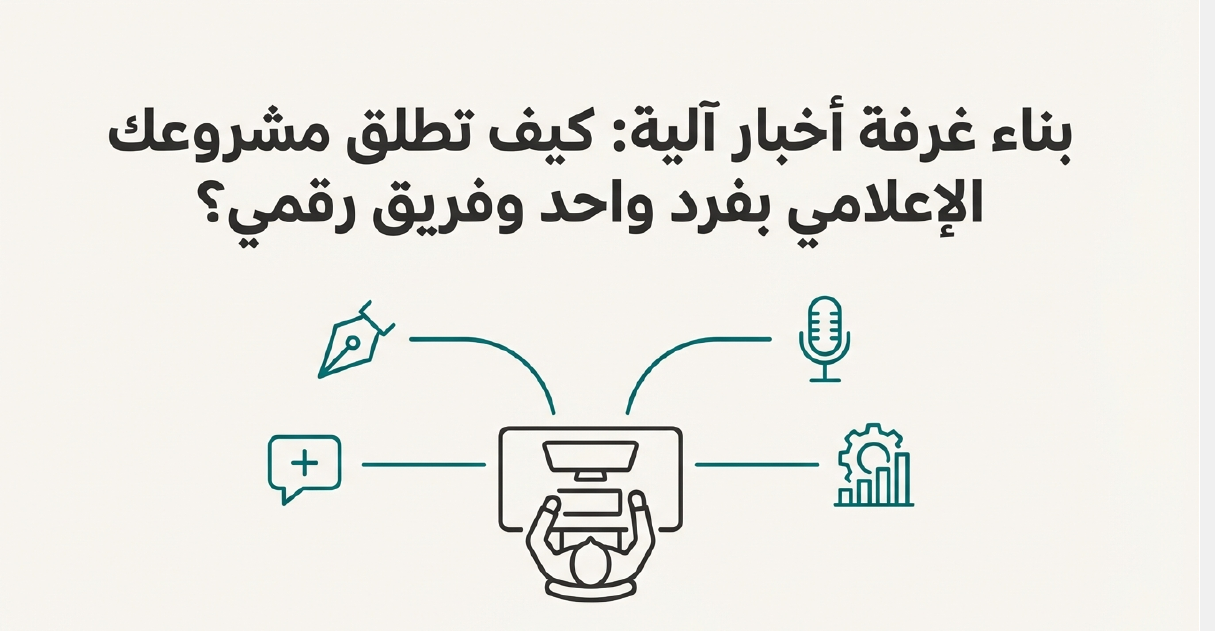 بناء غرفة أخبار آلية: كيف تطلق مشروعك
الإعلامي بفرد واحد وفريق رقمي؟